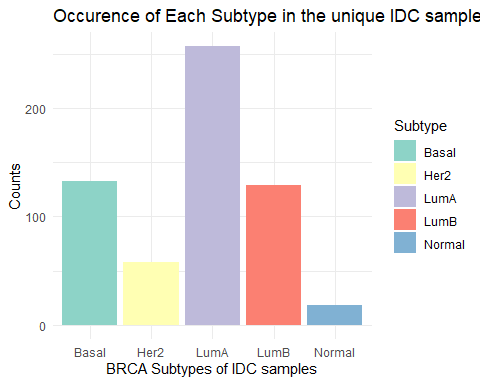 Occurence of Each Subtype in the unique IDC sample
Counts
200
100
0
Basal Her2 LumA LumB Normal
BRCA Subtypes of IDC samples
Subtype
Basal
Her2
LumA
LumB
Normal